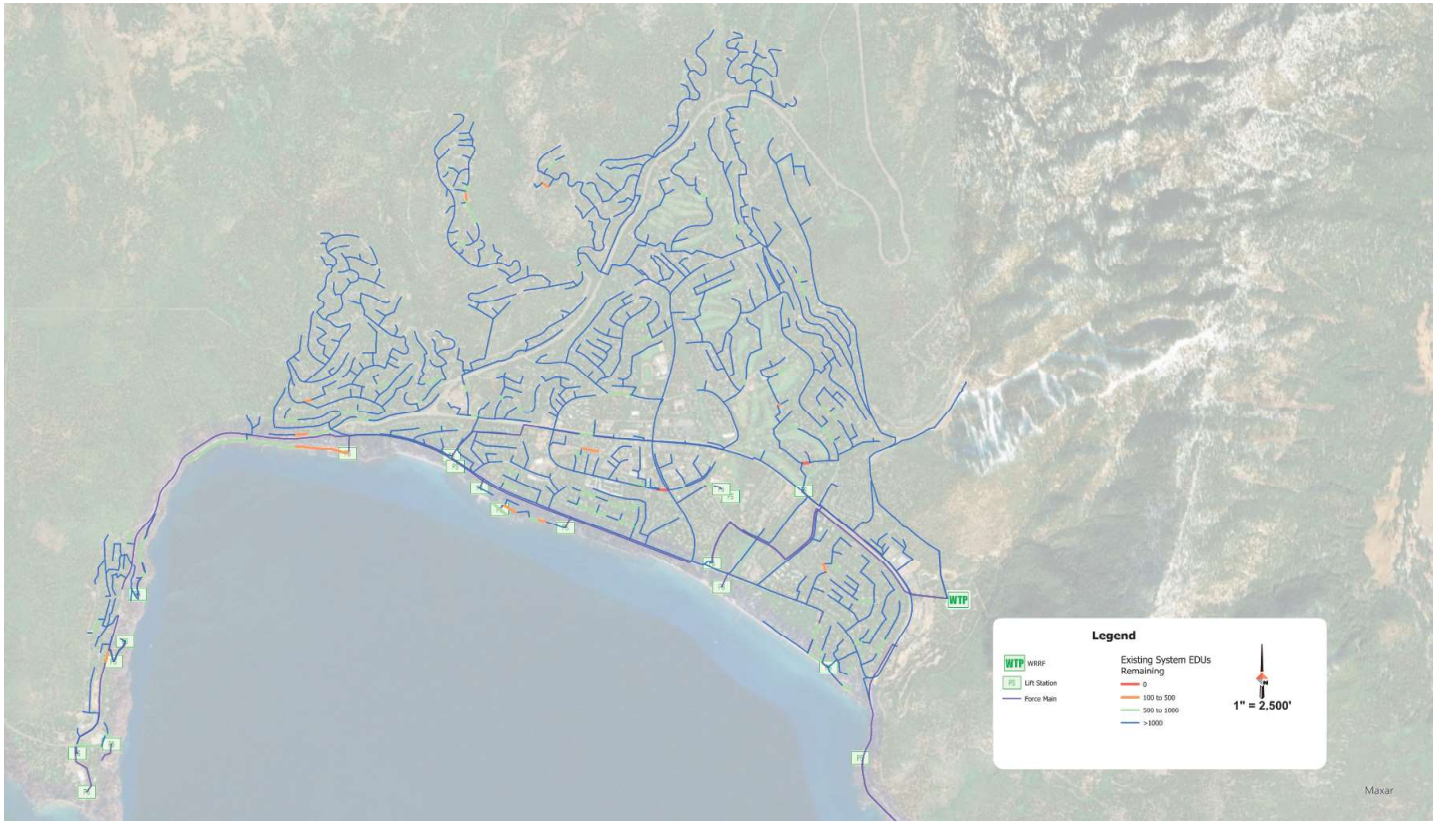 WTP
Legend
WTP WRRF
PS Lift Station
Force Main
Existing System EDUs
Remaining
0
100 to 500
500 to 1000
>1000
N
1" = 2,500'
Maxar